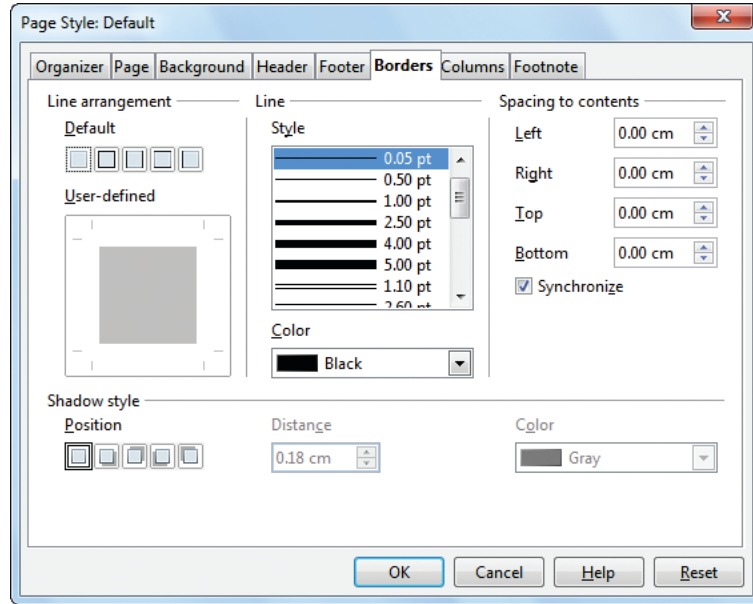 Page Style: Default
Organizer Page Background Header Footer Borders Columns Footnote
Line arrangement
Default
User-defined
Line
Style
0.05 pt
0.50 pt
1.00 pt
2.50 pt
4.00 pt
5.00 pt
1.10 pt
2.60 pt
Color
Black
Spacing to contents
Left 0.00 cm
Right 0.00 cm
Top 0.00 cm
Bottom 0.00 cm
Synchronize
Shadow style
Position
Distance
0.18 cm
Color
Gray
OK Cancel Help Reset